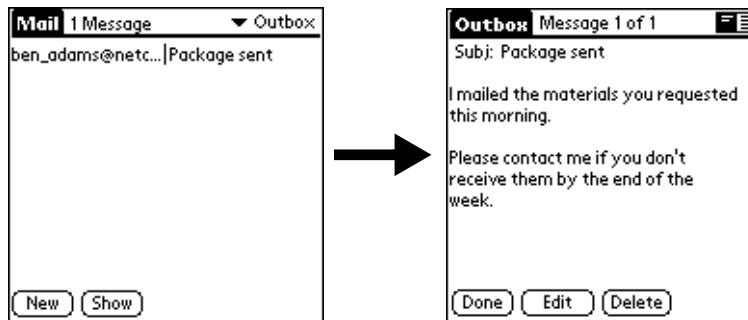 Mail 1 Message Outbox
ben_adams@netc... Package sent
New Show
Outbox Message 1 of 1
Subj: Package sent
I mailed the materials you requested
this morning.
Please contact me if you don't
receive them by the end of the
week.
Done Edit Delete